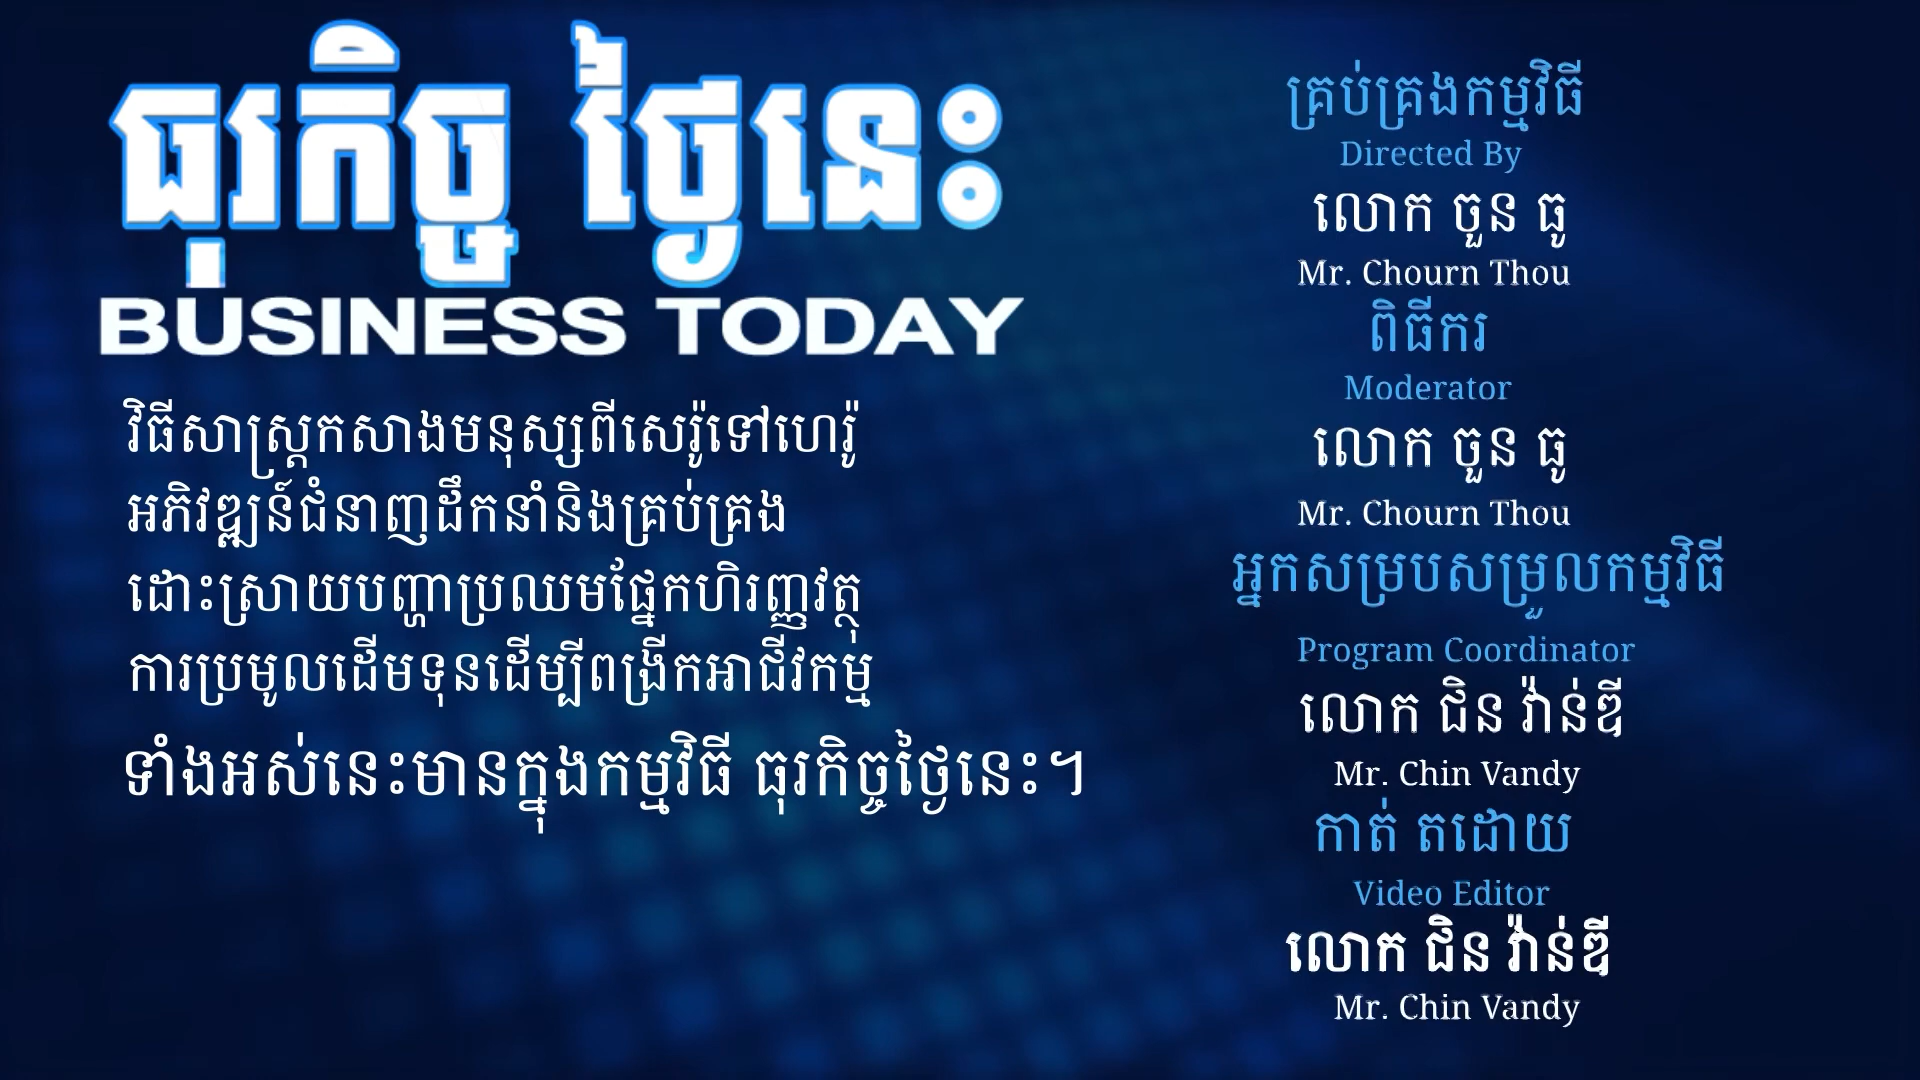 ធុរកិច្ច ថ្ងៃនេះ
BUSINESS TODAY
វិធីសាស្ត្រកសាងមនុស្សពីសេរ៉ូទៅហេរ៉ូ
អភិវឌ្ឍន៍ជំនាញដឹកនាំនិងគ្រប់គ្រង
ដោះស្រាយបញ្ហាប្រឈមផ្នែកហិរញ្ញវត្ថុ
ការប្រមូលដើមទុនដើម្បីពង្រីកអាជីវកម្ម
ទាំងអស់នេះមានក្នុងកម្មវិធី ធុរកិច្ចថ្ងៃនេះ។
គ្រប់គ្រងកម្មវិធី
Directed By
លោក ចួន ធូ
Mr. Chourn Thou
ពិធីករ
Moderator
លោក ចួន ធូ
Mr. Chourn Thou
អ្នកសម្របសម្រួលកម្មវិធី
Program Coordinator
លោក ជិន វ៉ាន់ឌី
Mr. Chin Vandy
កាត់ តដោយ
Video Editor
លោក ជិន វ៉ាន់ឌី
Mr. Chin Vandy